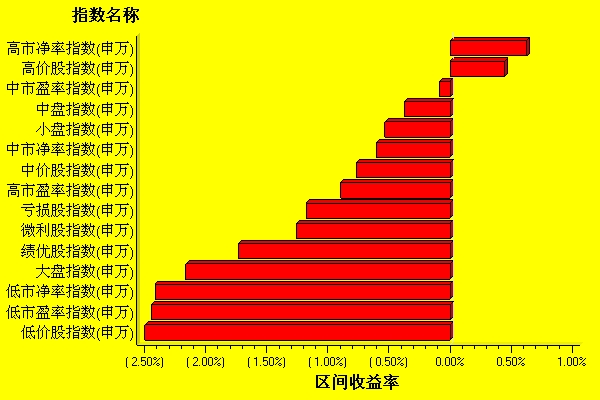 指数名称
高市净率指数(申万)
高价股指数(申万)
中市盈率指数(申万)
中盘指数(申万)
小盘指数(申万)
中市净率指数(申万)
中价股指数(申万)
高市盈率指数(申万)
亏损股指数(申万)
微利股指数(申万)
绩优股指数(申万)
大盘指数(申万)
低市净率指数(申万)
低市盈率指数(申万)
低价股指数(申万)
(2.50%) (2.00%) (1.50%) (1.00%) (0.50%) 0.00% 0.50% 1.00%
区间收益率